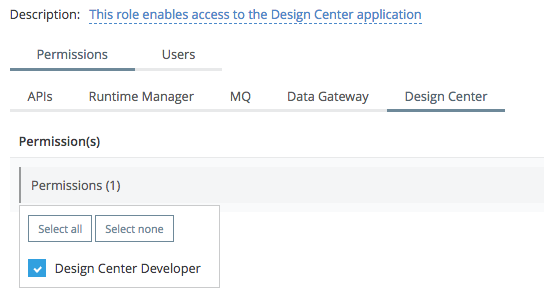 Description: This role enables access to the Design Center application
Permissions Users
APIs Runtime Manager MQ Data Gateway Design Center
Permission(s)
Permissions (1)
Select all Select none
Design Center Developer